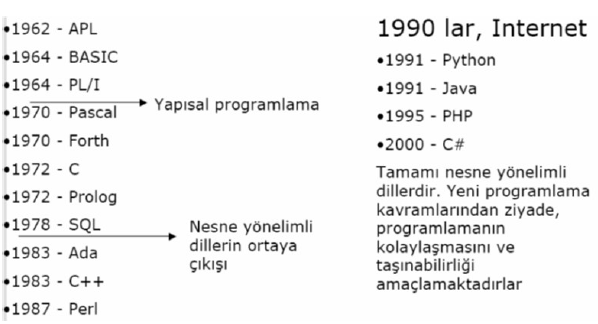 •1962 - APL
•1964 - BASIC
•1964 - PL/I
•1970 - Pascal
Yapısal programlama
•1970 - Forth
•1972 - C
•1972 - Prolog
•1978 - SQL
Nesne yönelimli
dillerin ortaya
çıkışı
•1983 - Ada
•1983 - C++
•1987 - Perl
1990 lar, Internet
•1991 - Python
•1991 - Java
•1995 - PHP
•2000 - C#
Tamamı nesne yönelimli
dillerdir. Yeni programlama
kavramlarından ziyade,
programlamanın
kolaylaşmasını ve
taşınabilirliği
amaçlamaktadırlar